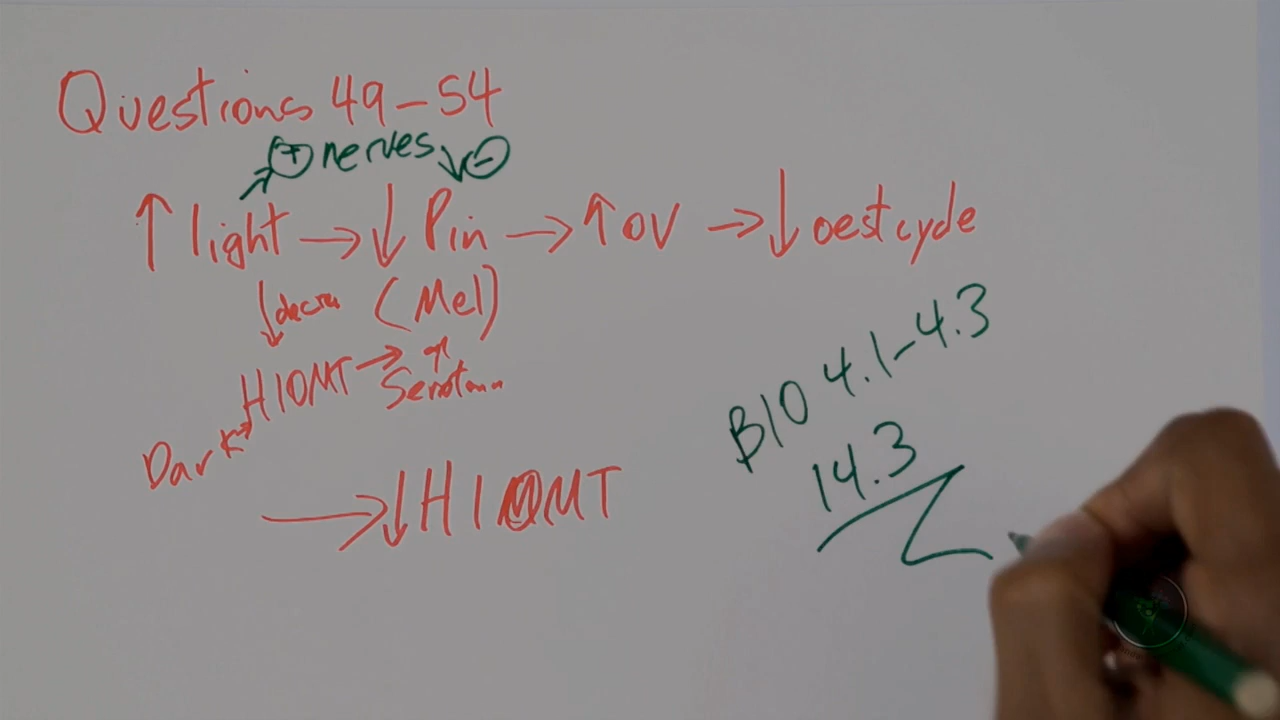 Questions 49-54
+ nerves ↓ -
↑ light → ↓ Pin → ↑ OV → ↓ oest cycle
↓ (Mel)
HIOMT →
Dark →
→ ↓ HIOMT
BIO 4.1-4.3
14.3